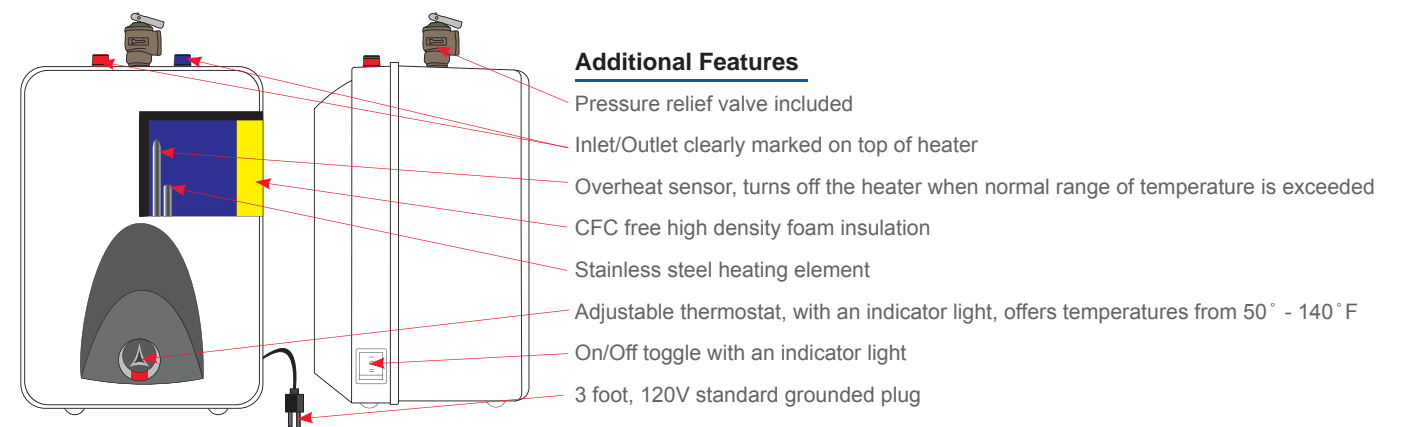 Additional Features
Pressure relief valve included
Inlet/Outlet clearly marked on top of heater
Overheat sensor, turns off the heater when normal range of temperature is exceeded
CFC free high density foam insulation
Stainless steel heating element
Adjustable thermostat, with an indicator light, offers temperatures from 50° - 140°F
On/Off toggle with an indicator light
3 foot, 120V standard grounded plug